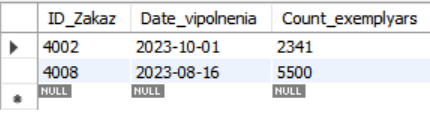 ID_Zakaz Date_vipolnenia Count_exemplyars
4002 2023-10-01 2341
4008 2023-08-16 5500
NULL NULL NULL